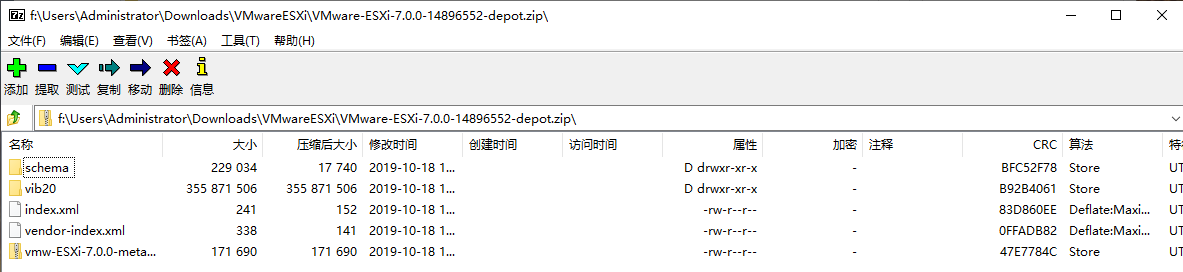 f:\Users\Administrator\Downloads\VMwareESXi\VMware-ESXi-7.0.0-14896552-depot.zip\
文件(F) 编辑(E) 查看(V) 书签(A) 工具(T) 帮助(H)
添加 提取 测试 复制 移动 删除 信息
f:\Users\Administrator\Downloads\VMwareESXi\VMware-ESXi-7.0.0-14896552-depot.zip\
名称 大小 压缩后大小 修改时间 创建时间 访问时间 属性 加密 注释 CRC 算法 特
schema 229 034 17 740 2019-10-18 1... D drwxr-xr-x - BFC52F78 Store UT
vib20 355 871 506 355 871 506 2019-10-18 1... D drwxr-xr-x - B92B4061 Store UT
index.xml 241 152 2019-10-18 1... -rw-r--r-- - 83D860EE Deflate:Maxi... UT
vendor-index.xml 338 141 2019-10-18 1... -rw-r--r-- - 0FFADB82 Deflate:Maxi... UT
vmw-ESXi-7.0.0-meta... 171 690 171 690 2019-10-18 1... -rw-r--r-- - 47E7784C Store UT